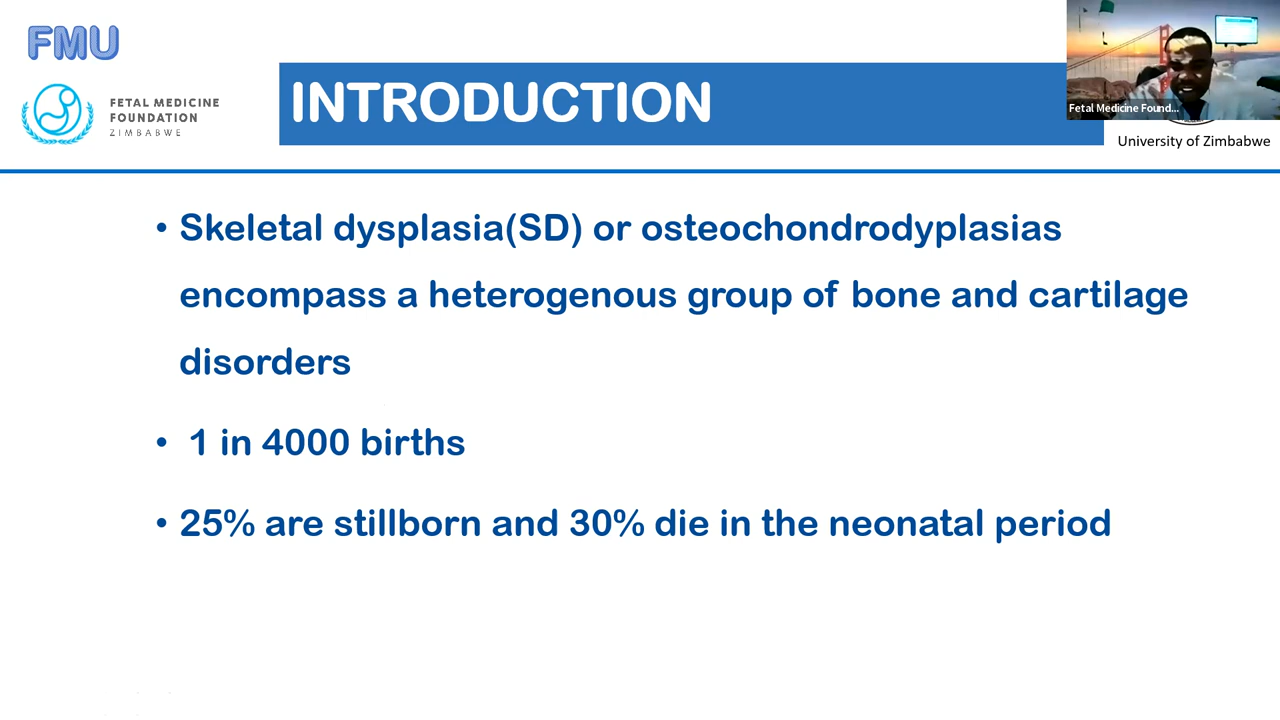 FMU
FETAL MEDICINE
FOUNDATION
ZIMBABWE
INTRODUCTION
Fetal Medicine Found...
University of Zimbabwe
• Skeletal dysplasia(SD) or osteochondrodyplasias
encompass a heterogenous group of bone and cartilage
disorders
• 1 in 4000 births
• 25% are stillborn and 30% die in the neonatal period